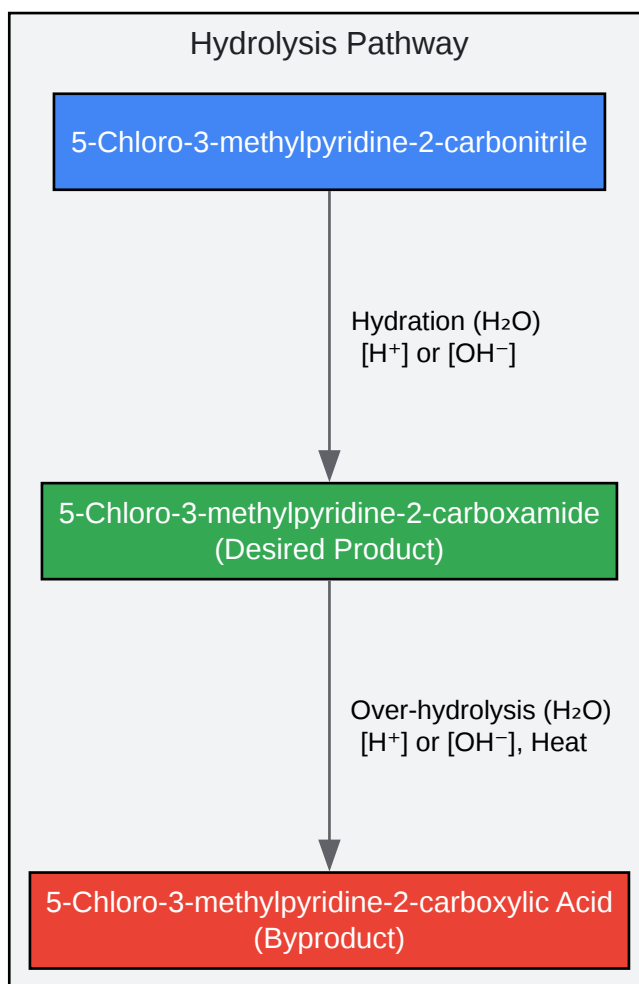 Hydrolysis Pathway
5-Chloro-3-methylpyridine-2-carbonitrile
Hydration (H₂O)
[H⁺] or [OH⁻]
5-Chloro-3-methylpyridine-2-carboxamide
(Desired Product)
Over-hydrolysis (H₂O)
[H⁺] or [OH⁻], Heat
5-Chloro-3-methylpyridine-2-carboxylic Acid
(Byproduct)